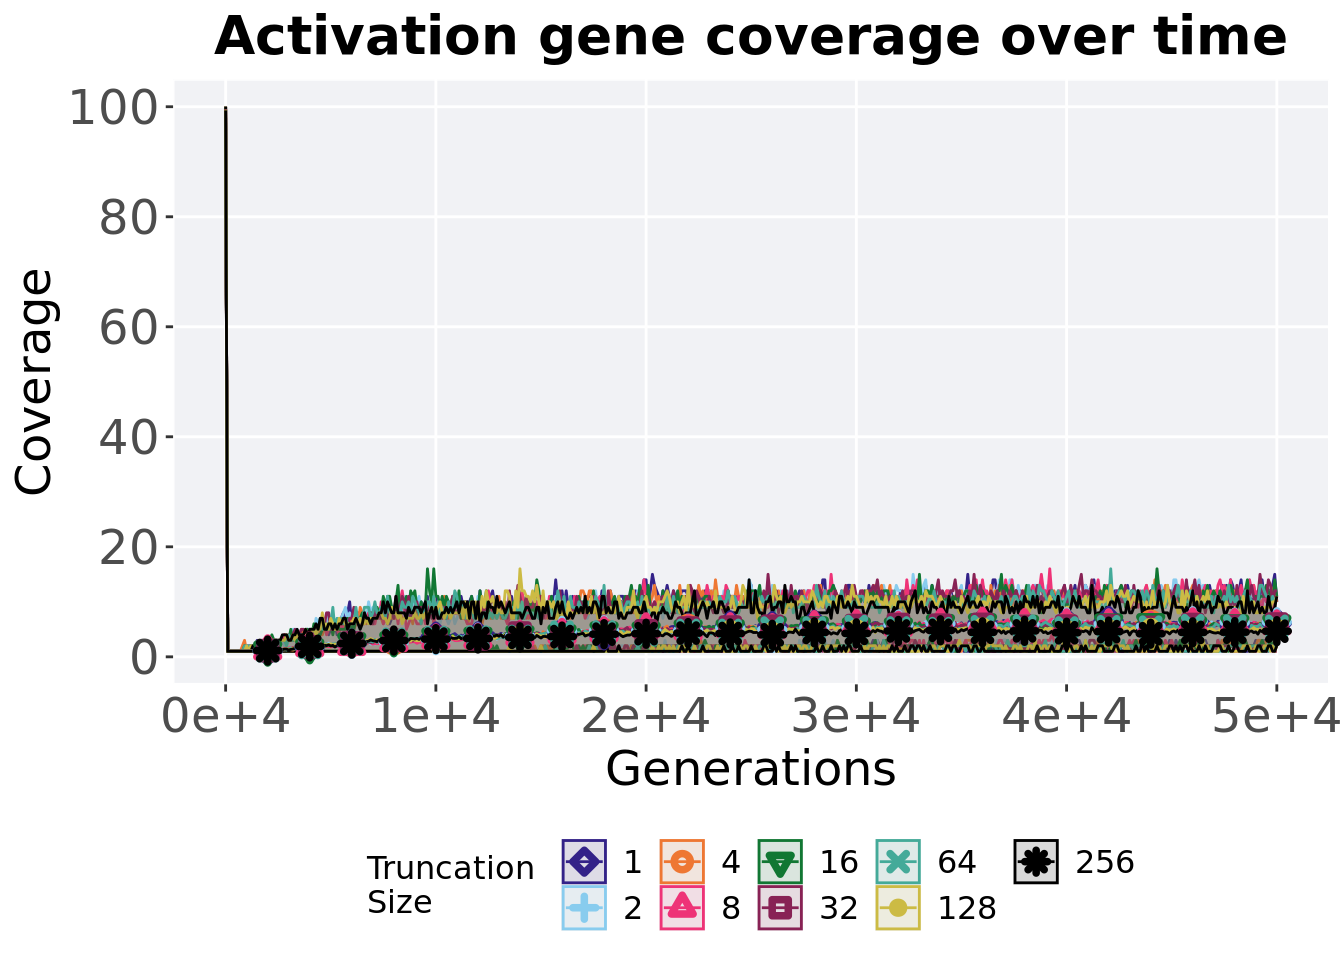 Activation gene coverage over time
Coverage
100
80
60
40
20
0
0e+4 1e+4 2e+4 3e+4 4e+4 5e+4
Generations
Truncation
Size
1 4 16 64 256
2 8 32 128